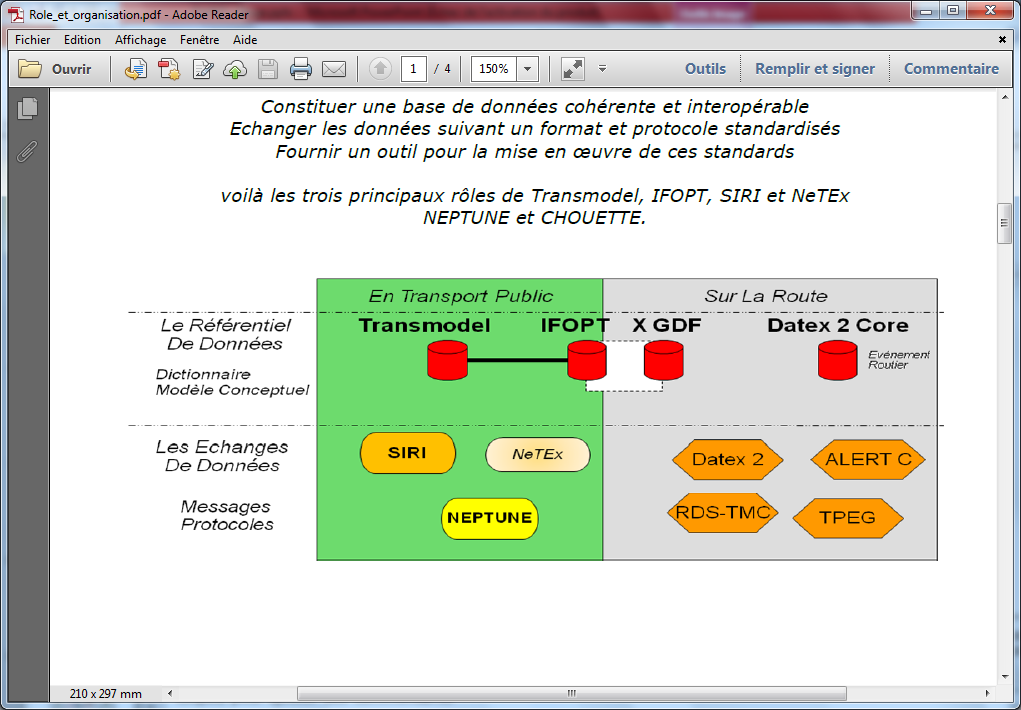 Role_et_organisation.pdf - Adobe Reader
Fichier Edition Affichage Fenêtre Aide
Ouvrir 1 / 4 150% Outils Remplir et signer Commentaire
Constituer une base de données cohérente et interopérable
Echanger les données suivant un format et protocole standardisés
Fournir un outil pour la mise en œuvre de ces standards
voilà les trois principaux rôles de Transmodel, IFOPT, SIRI et NeTEx
NEPTUNE et CHOUETTE.
En Transport Public Sur La Route
Le Référentiel
De Données
Transmodel IFOPT X GDF Datex 2 Core
Evénement
Routier
Dictionnaire
Modèle Conceptuel
Les Echanges
De Données
SIRI NeTEx Datex 2 ALERT C
Messages
Protocoles
NEPTUNE RDS-TMC TPEG
210 x 297 mm